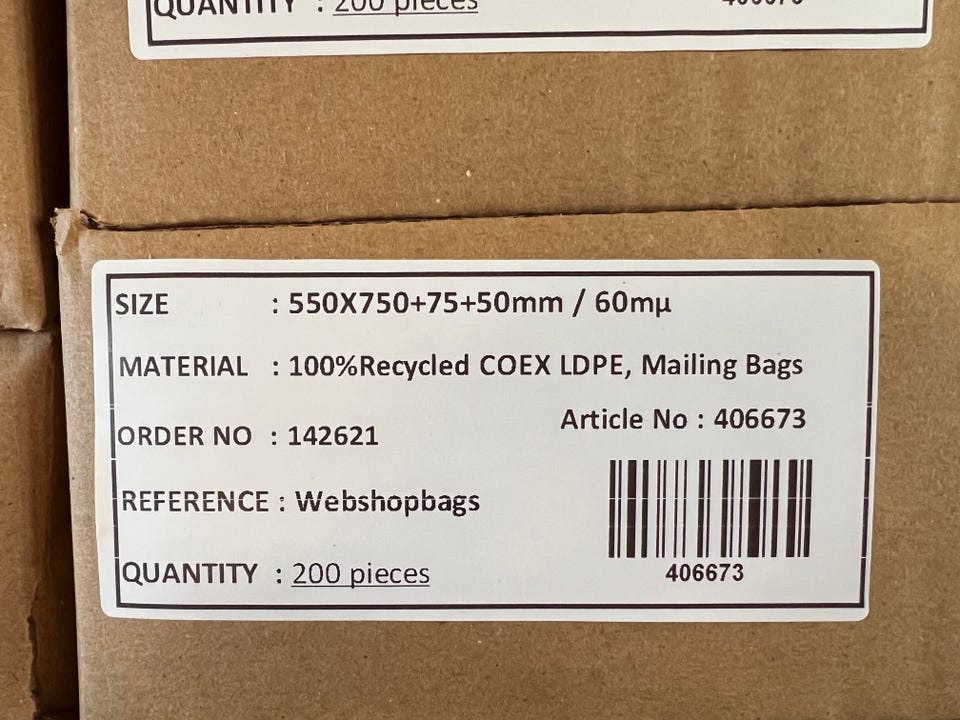 QUANTITY : 200 pieces
406673
SIZE : 550X750+75+50mm / 60mµ
MATERIAL : 100%Recycled COEX LDPE, Mailing Bags
Article No : 406673
ORDER NO : 142621
REFERENCE : Webshopbags
QUANTITY : 200 pieces
406673